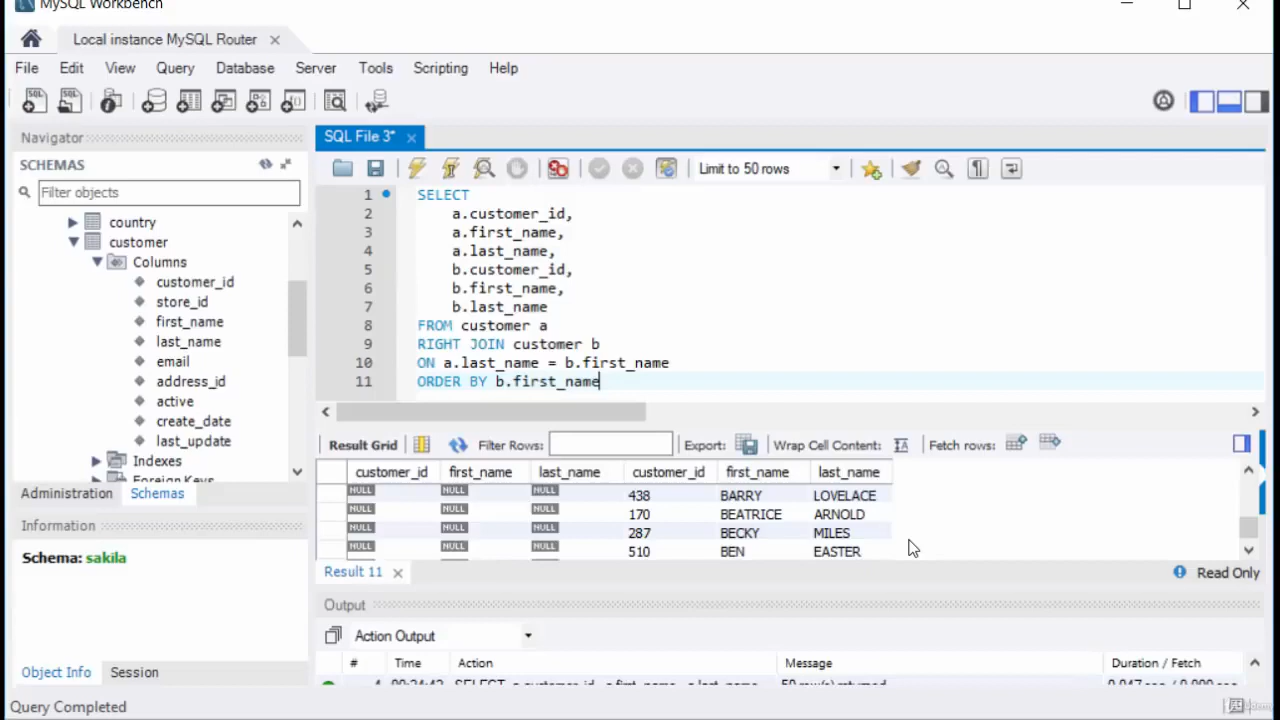 MySQL Workbench
Local instance MySQL Router
File Edit View Query Database Server Tools Scripting Help
Navigator
SCHEMAS
Filter objects
country
customer
Columns
customer_id
store_id
first_name
last_name
email
address_id
active
create_date
last_update
Indexes
Foreign Keys
Administration Schemas
Information
Schema: sakila
Object Info Session
SQL File 3*
Limit to 50 rows
1 SELECT
2 a.customer_id,
3 a.first_name,
4 a.last_name,
5 b.customer_id,
6 b.first_name,
7 b.last_name
8 FROM customer a
9 RIGHT JOIN customer b
10 ON a.last_name = b.first_name
11 ORDER BY b.first_name
Result Grid Filter Rows: Export: Wrap Cell Content: Fetch rows:
customer_id first_name last_name customer_id first_name last_name
NULL NULL NULL 438 BARRY LOVELACE
NULL NULL NULL 170 BEATRICE ARNOLD
NULL NULL NULL 287 BECKY MILES
NULL NULL NULL 510 BEN EASTER
Result 11 Read Only
Output
Action Output
# Time Action Message Duration / Fetch
Query Completed